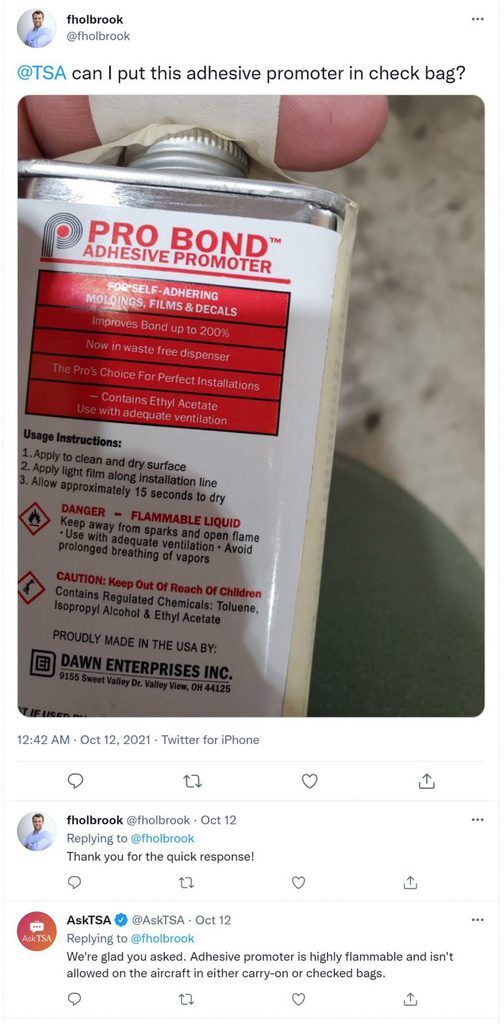 fholbrook
@fholbrook
@TSA can I put this adhesive promoter in check bag?
PRO BOND™
ADHESIVE PROMOTER
FOR SELF-ADHERING
MOLDINGS, FILMS & DECALS
Improves Bond up to 200%
Now in waste free dispenser
The Pro's Choice For Perfect Installations
– Contains Ethyl Acetate
Use with adequate ventilation
Usage Instructions:
1. Apply to clean and dry surface
2. Apply light film along installation line
3. Allow approximately 15 seconds to dry
DANGER – FLAMMABLE LIQUID
Keep away from sparks and open flame
• Use with adequate ventilation • Avoid
prolonged breathing of vapors
CAUTION: Keep Out Of Reach Of Children
Contains Regulated Chemicals: Toluene,
Isopropyl Alcohol & Ethyl Acetate
PROUDLY MADE IN THE USA BY:
DAWN ENTERPRISES INC.
9155 Sweet Valley Dr. Valley View, OH 44125
IF USED
12:42 AM · Oct 12, 2021 · Twitter for iPhone
fholbrook @fholbrook · Oct 12
Replying to @fholbrook
Thank you for the quick response!
AskTSA @AskTSA · Oct 12
AskTSA
Replying to @fholbrook
We're glad you asked. Adhesive promoter is highly flammable and isn't
allowed on the aircraft in either carry-on or checked bags.